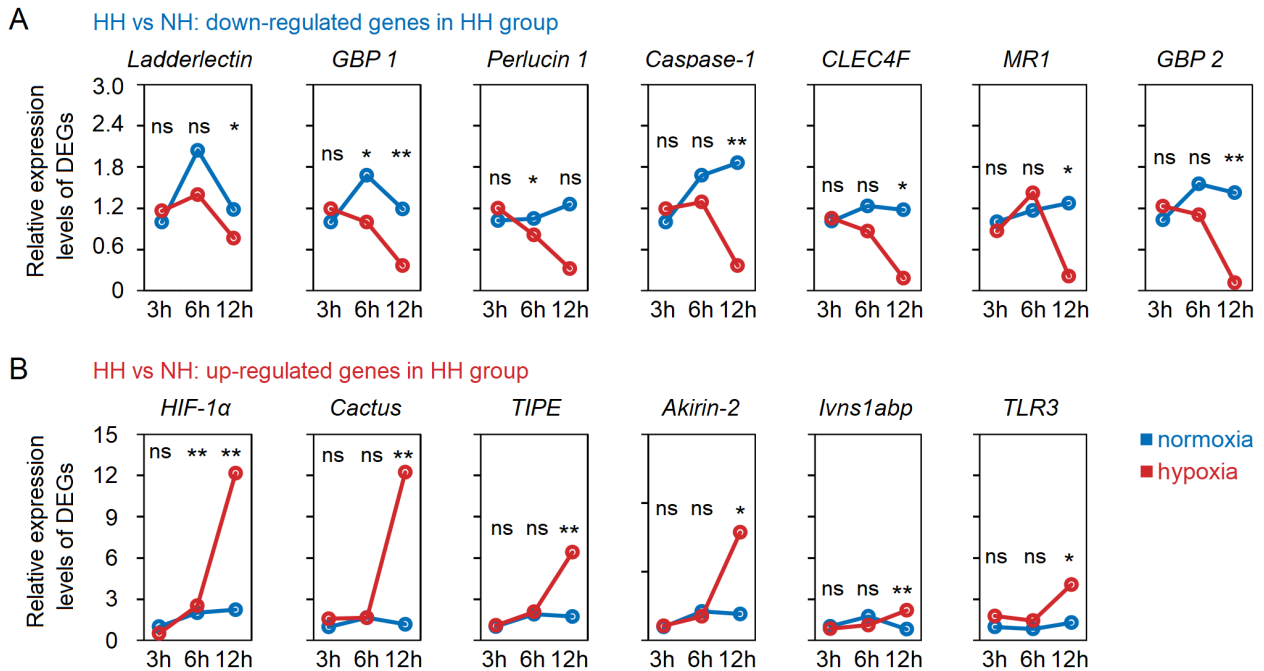 A
HH vs NH: down-regulated genes in HH group
Ladderlectin GBP 1 Perlucin 1 Caspase-1 CLEC4F MR1 GBP 2
Relative expression
levels of DEGs
3.0
2.4
1.8
1.2
0.6
0
ns ns *
ns * **
ns * ns
ns ns **
ns ns *
ns ns *
ns ns **
3h 6h 12h 3h 6h 12h 3h 6h 12h 3h 6h 12h 3h 6h 12h 3h 6h 12h 3h 6h 12h
B
HH vs NH: up-regulated genes in HH group
HIF-1α Cactus TIPE Akirin-2 Ivns1abp TLR3
Relative expression
levels of DEGs
15
12
9
6
3
0
ns ** **
ns ns **
ns ns **
ns ns *
ns ns **
ns ns *
3h 6h 12h 3h 6h 12h 3h 6h 12h 3h 6h 12h 3h 6h 12h 3h 6h 12h
normoxia
hypoxia